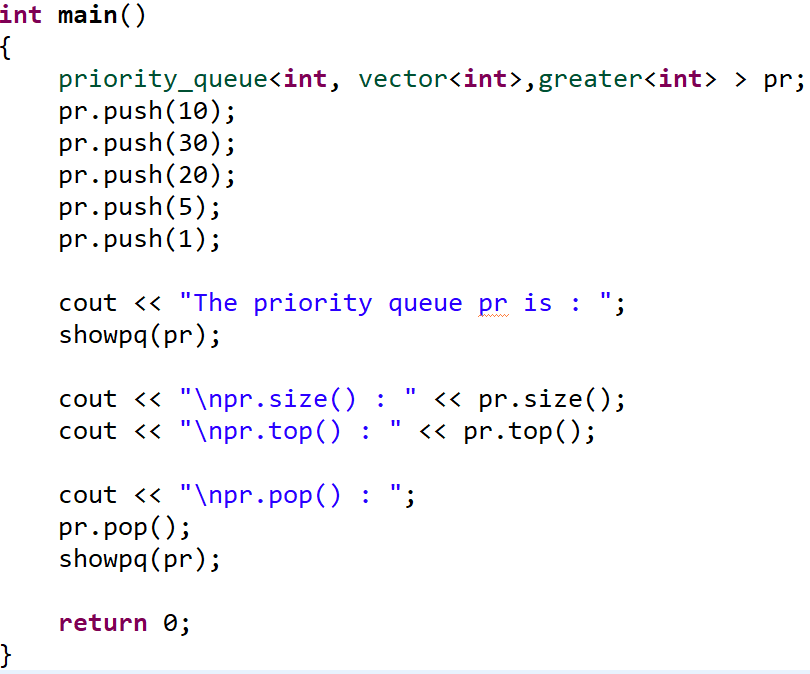 int main()
{
    priority_queue<int, vector<int>,greater<int> > pr;
    pr.push(10);
    pr.push(30);
    pr.push(20);
    pr.push(5);
    pr.push(1);

    cout << "The priority queue pr is : ";
    showpq(pr);

    cout << "\npr.size() : " << pr.size();
    cout << "\npr.top() : " << pr.top();

    cout << "\npr.pop() : ";
    pr.pop();
    showpq(pr);

    return 0;
}